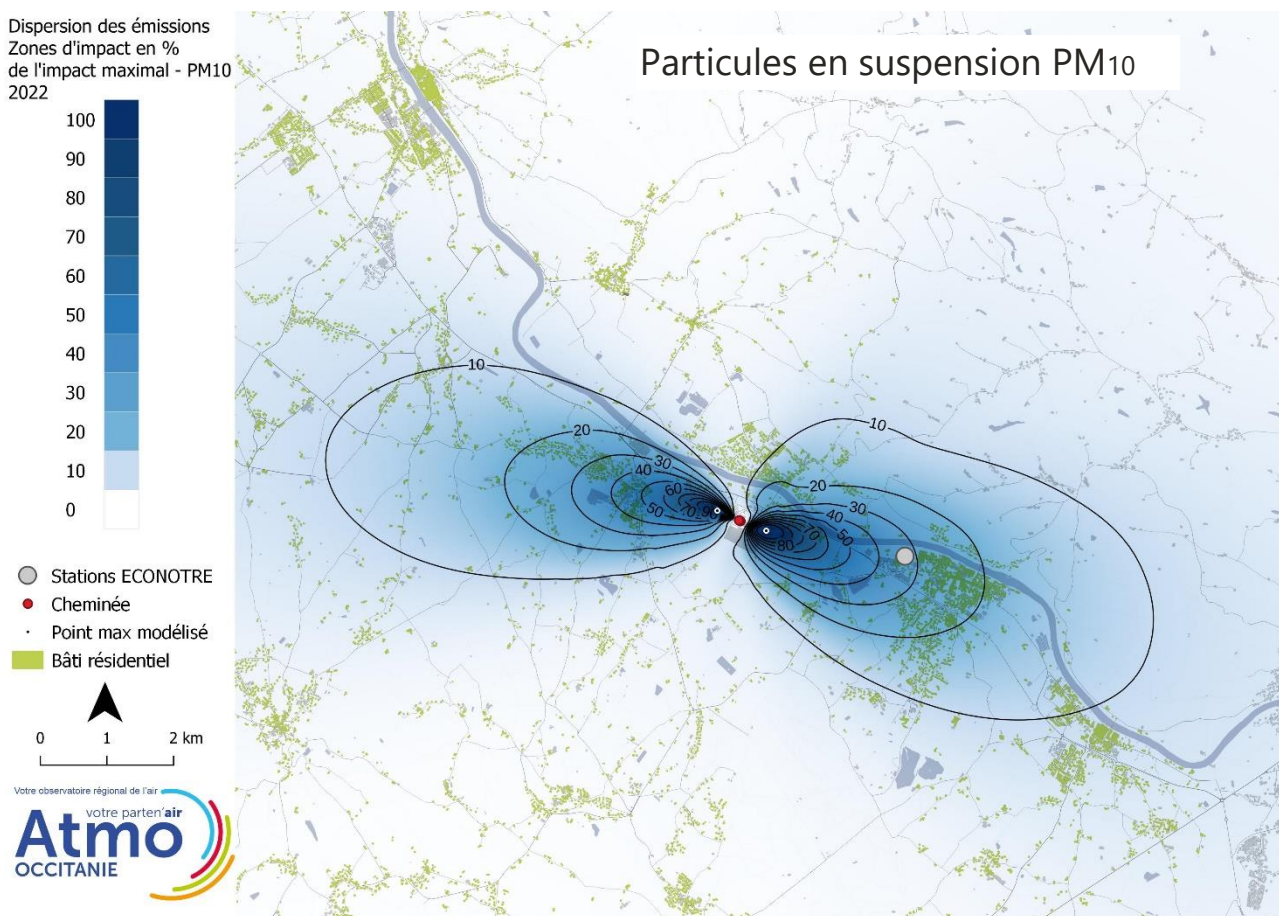 Dispersion des émissions
Zones d'impact en %
de l'impact maximal - PM10
2022
Particules en suspension PM10
100
90
80
70
60
50
40
30
20
10
0
10
20
30
40
60
50
70
90
10
20
30
40
50
70
80
Stations ECONOTRE
Cheminée
Point max modélisé
Bâti résidentiel
0 1 2 km
Votre observatoire régional de l'air
votre parten'air
Atmo
OCCITANIE